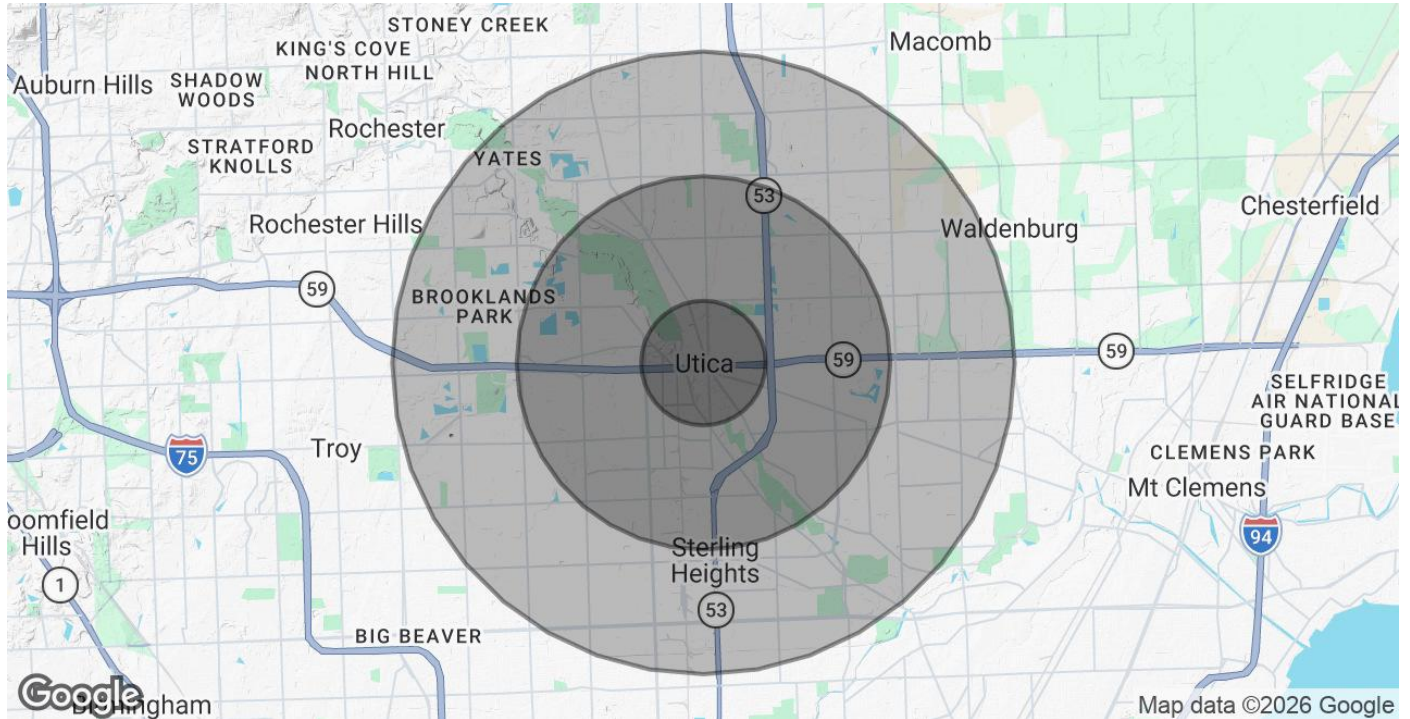 STONEY CREEK
KING'S COVE
NORTH HILL
Macomb
Auburn Hills
SHADOW
WOODS
Rochester
STRATFORD
KNOLLS
YATES
53
Rochester Hills
Waldenburg
Chesterfield
59
BROOKLANDS
PARK
Utica
59
59
SELFRIDGE
AIR NATIONAL
GUARD BASE
Troy
75
CLEMENS PARK
Mt Clemens
oomfield
Hills
94
Sterling
Heights
1
53
BIG BEAVER
Google
Map data ©2026 Google